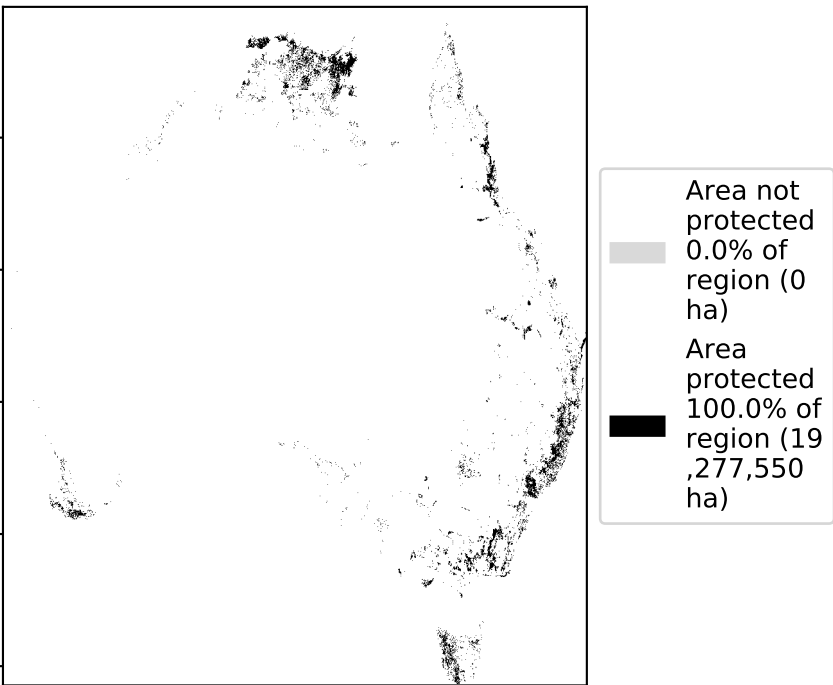 Area not
protected
0.0% of
region (0
ha)
Area
protected
100.0% of
region (19
,277,550
ha)